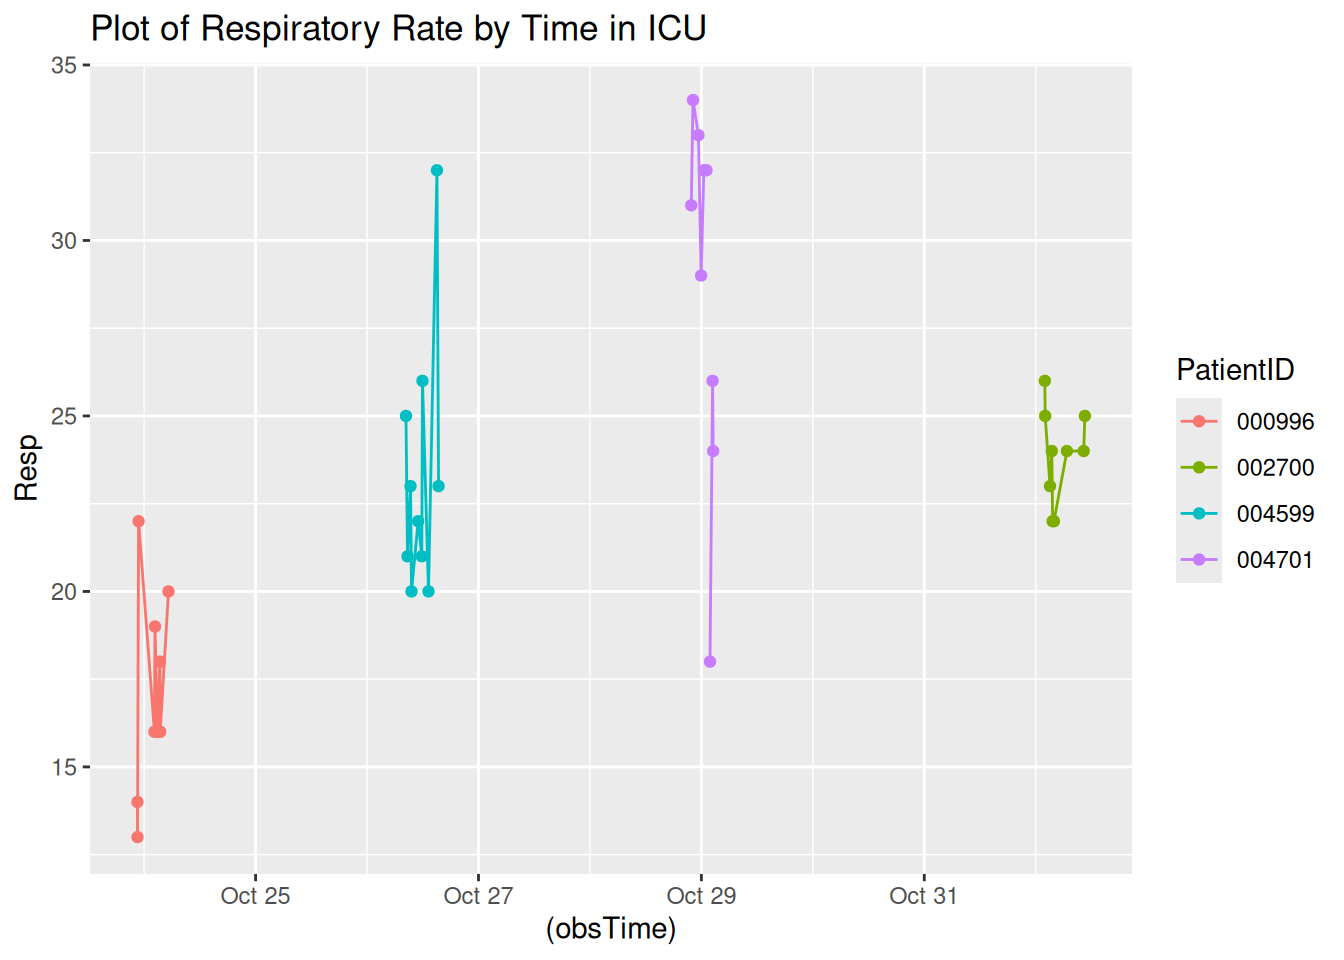 Plot of Respiratory Rate by Time in ICU
35
30
25
20
15
Resp
Oct 25
Oct 27
Oct 29
Oct 31
(obsTime)
PatientID
000996
002700
004599
004701